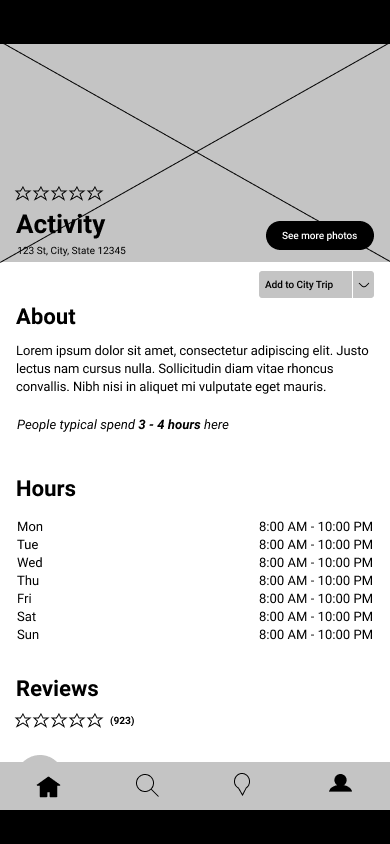 Activity
123 St, City, State 12345
See more photos
Add to City Trip
About
Lorem ipsum dolor sit amet, consectetur adipiscing elit. Justo
lectus nam cursus nulla. Sollicitudin diam vitae rhoncus
convallis. Nibh nisi in aliquet mi vulputate eget mauris.
People typical spend 3 - 4 hours here
Hours
Mon 8:00 AM - 10:00 PM
Tue 8:00 AM - 10:00 PM
Wed 8:00 AM - 10:00 PM
Thu 8:00 AM - 10:00 PM
Fri 8:00 AM - 10:00 PM
Sat 8:00 AM - 10:00 PM
Sun 8:00 AM - 10:00 PM
Reviews
(923)